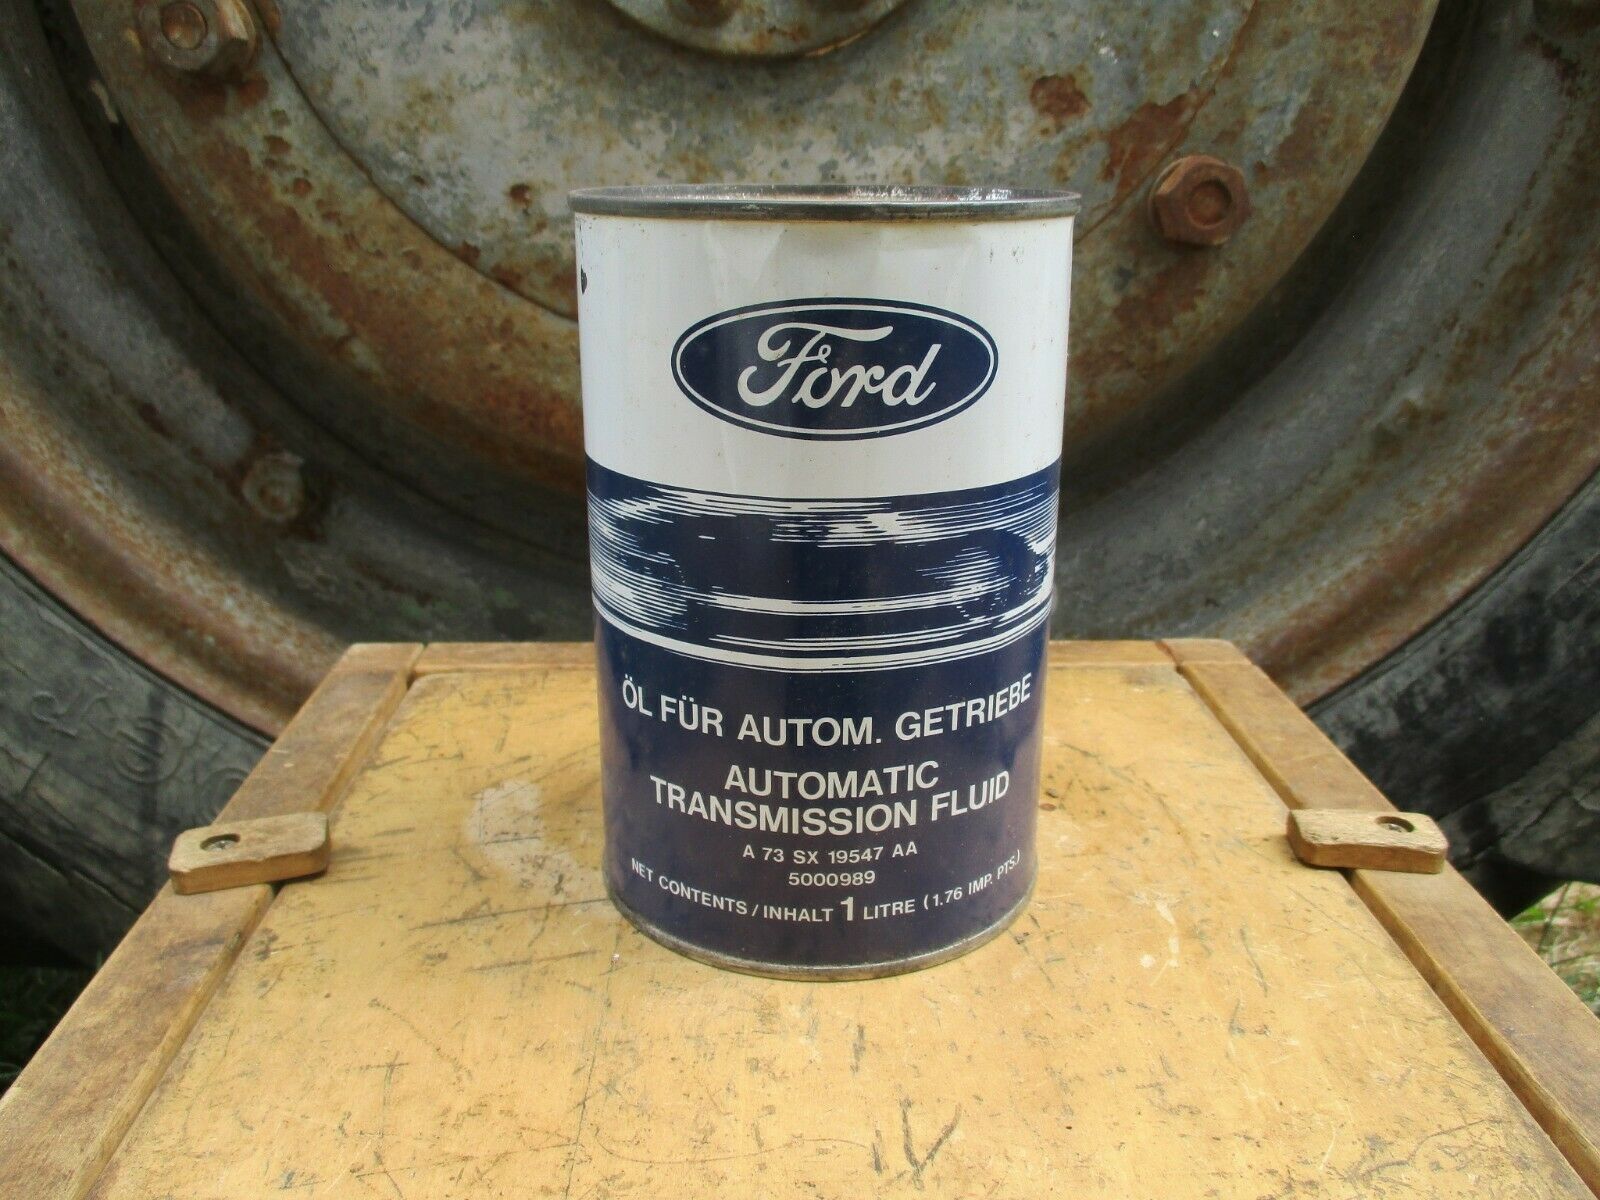 Ford
ÖL FÜR AUTOM. GETRIEBE
AUTOMATIC
TRANSMISSION FLUID
A 73 SX 19547 AA
5000989
NET CONTENTS / INHALT 1 LITRE (1.76 IMP. PTS.)